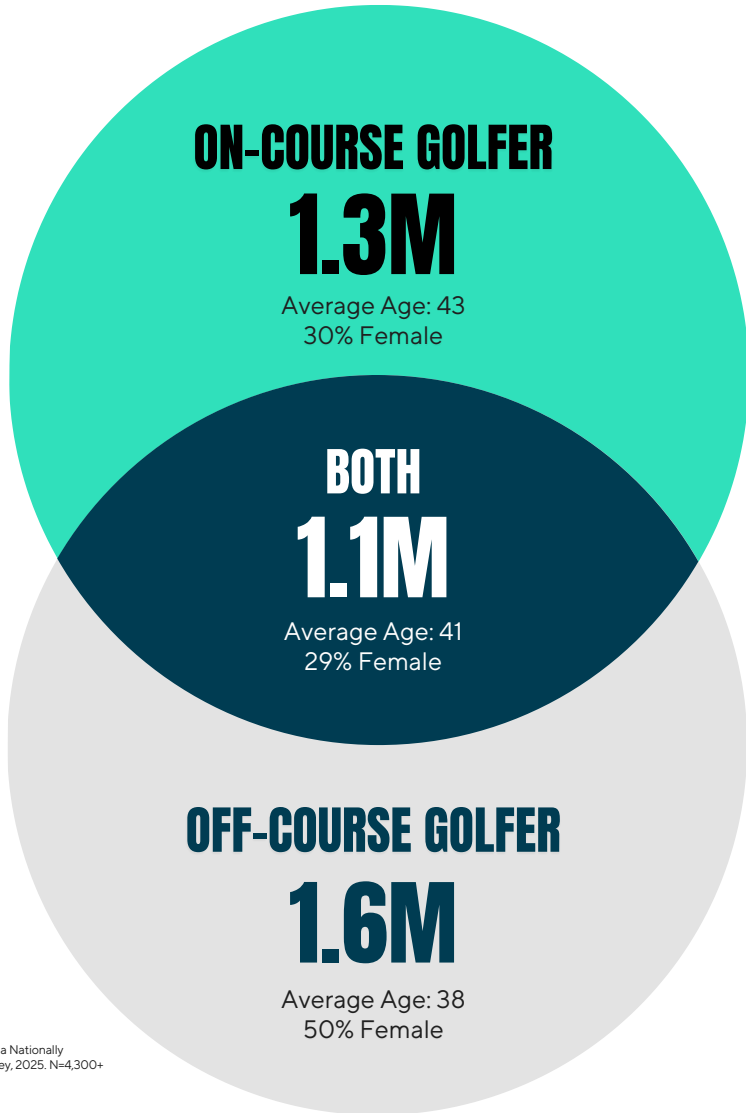 ON-COURSE GOLFER
1.3M
Average Age: 43
30% Female
BOTH
1.1M
Average Age: 41
29% Female
OFF-COURSE GOLFER
1.6M
Average Age: 38
50% Female
a Nationally
ey, 2025. N=4,300+